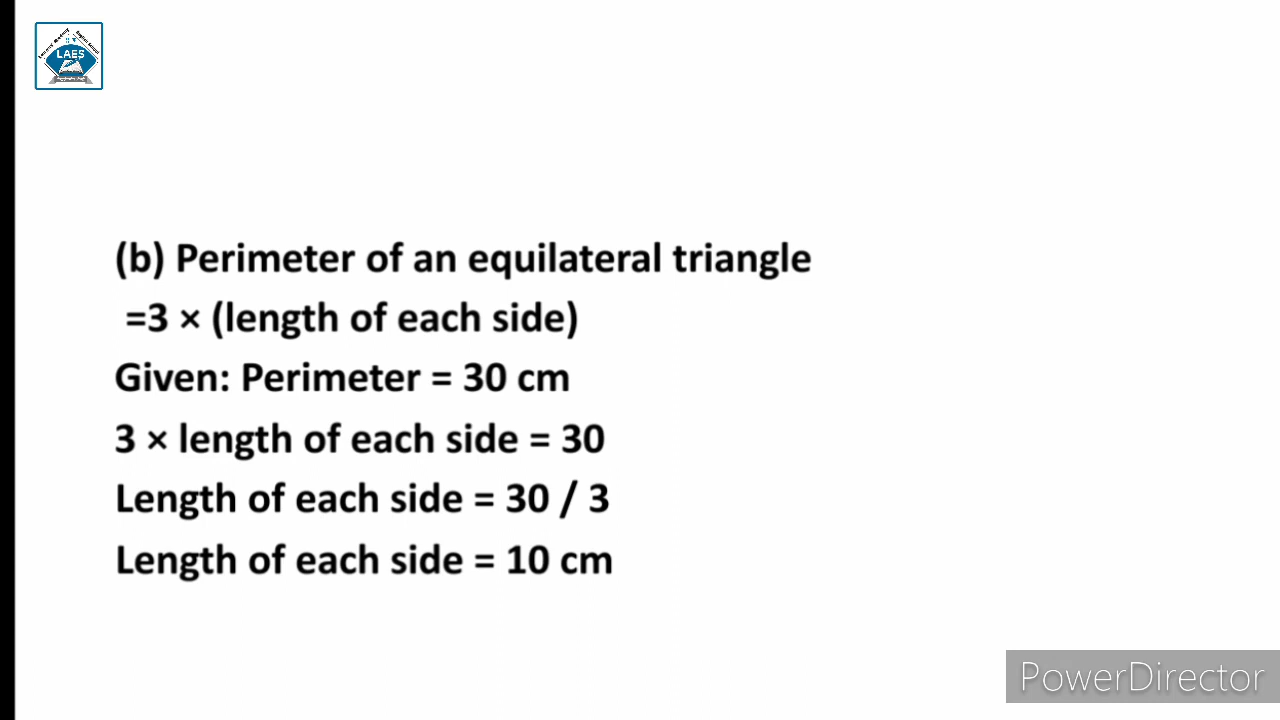 LAES
(b) Perimeter of an equilateral triangle
=3 × (length of each side)
Given: Perimeter = 30 cm
3 × length of each side = 30
Length of each side = 30 / 3
Length of each side = 10 cm
PowerDirector